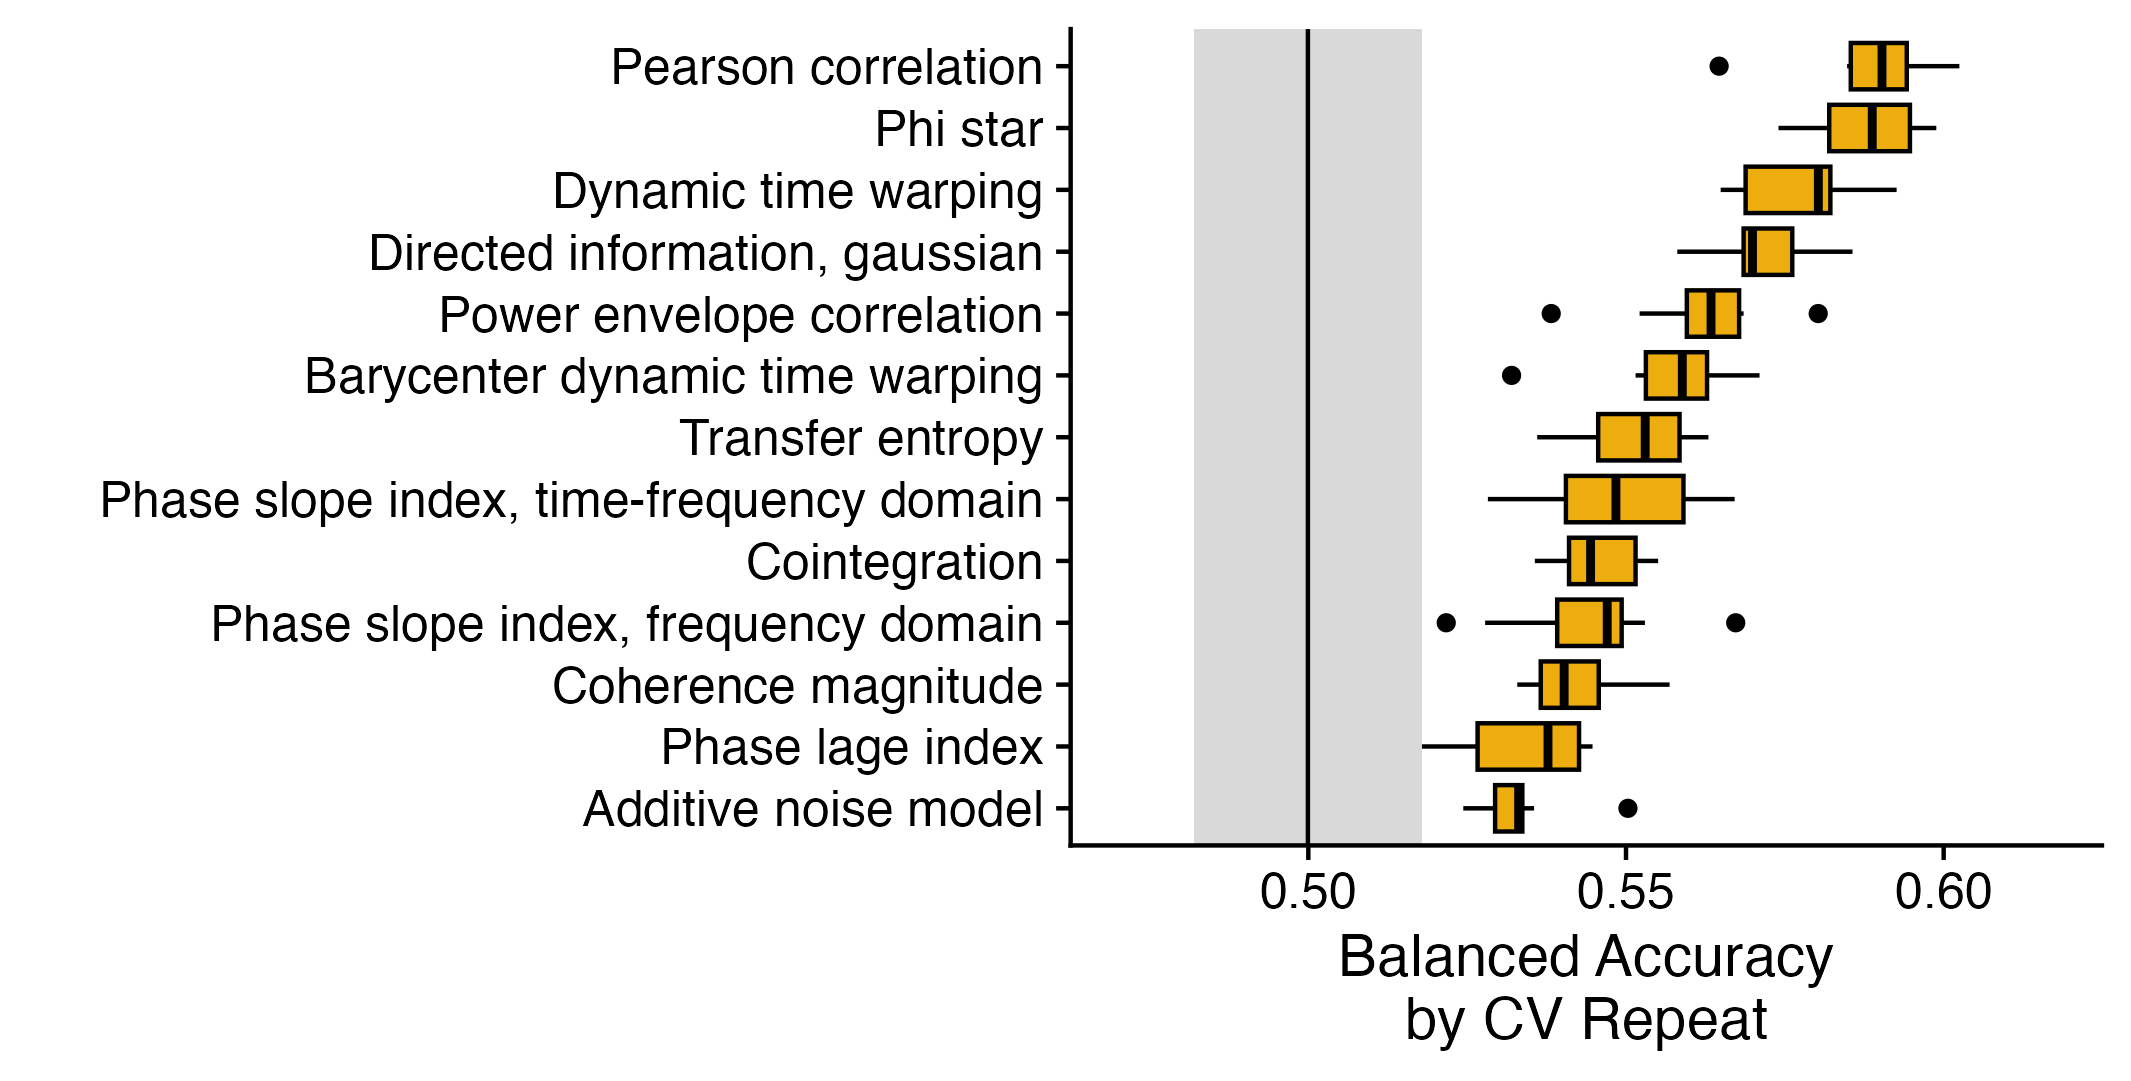 Pearson correlation
Phi star
Dynamic time warping
Directed information, gaussian
Power envelope correlation
Barycenter dynamic time warping
Transfer entropy
Phase slope index, time-frequency domain
Cointegration
Phase slope index, frequency domain
Coherence magnitude
Phase lage index
Additive noise model
0.50 0.55 0.60
Balanced Accuracy
by CV Repeat